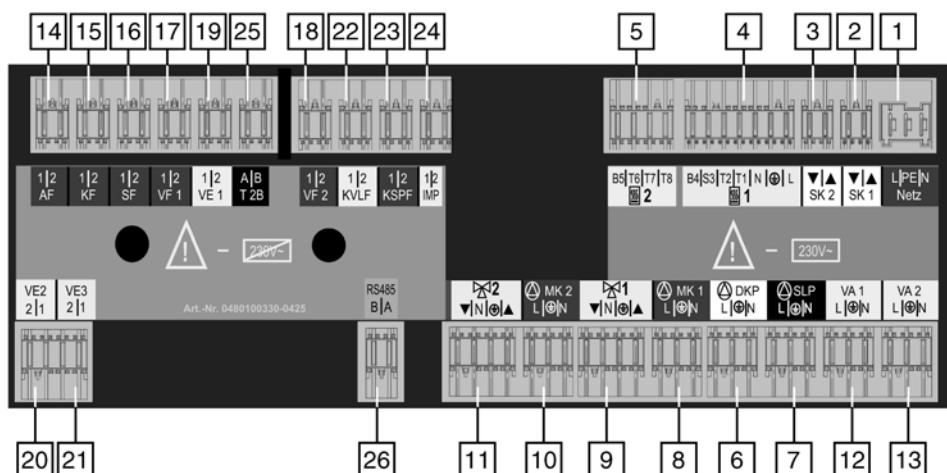 14 15 16 17 19 25 18 22 23 24 5 4 3 2 1
1|2 1|2 1|2 1|2 1|2 A|B 1|2 1|2 1|2 1|2 B5|T6|T7|T8 B4|S3|T2|T1|N|⏚|L ▼|▲ ▼|▲ L|PE|N
AF KF SF VF 1 VE 1 T 2B VF 2 KVLF KSPF IMP 2 1 SK 2 SK 1 Netz
! – 230V~ ! – 230V~
VE2 VE3 RS485 2 MK 2 1 MK 1 DKP SLP VA 1 VA 2
2|1 2|1 B|A ▼|N|⏚|▲ L|⏚|N ▼|N|⏚|▲ L|⏚|N L|⏚|N L|⏚|N L|⏚|N L|⏚|N
Art.-Nr. 0480100330-0425
20 21 26 11 10 9 8 6 7 12 13